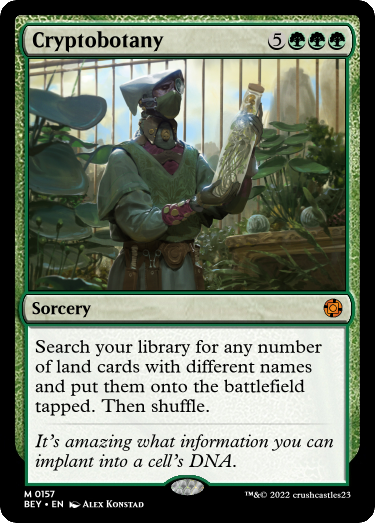 Cryptobotany 5
Sorcery
Search your library for any number
of land cards with different names
and put them onto the battlefield
tapped. Then shuffle.
It's amazing what information you can
implant into a cell's DNA.
M 0157
BEY • EN Alex Konstad
™&© 2022 crushcastles23